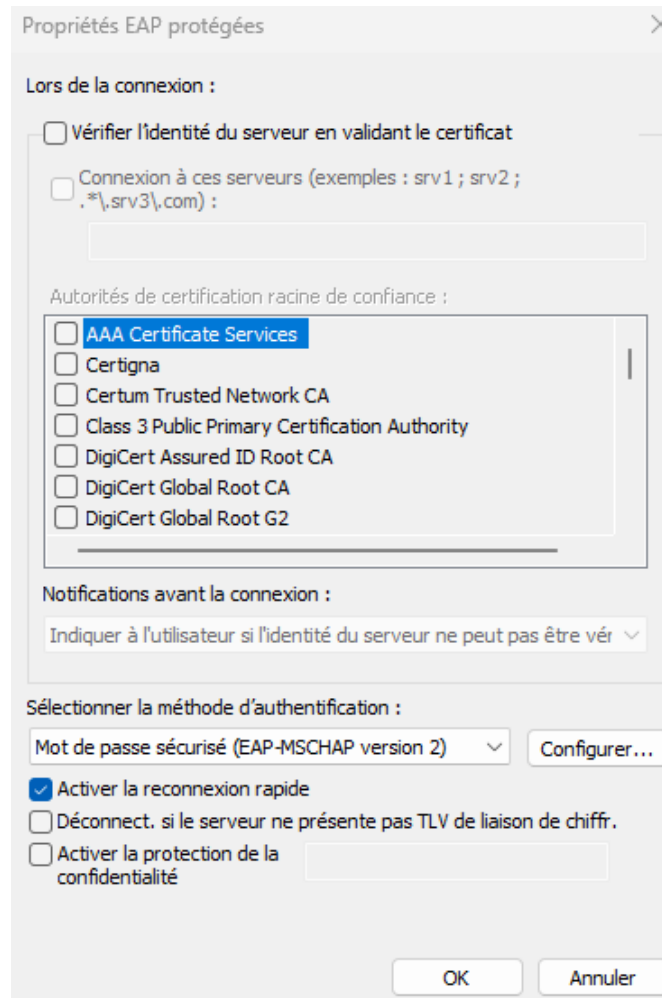 Propriétés EAP protégées
Lors de la connexion :
Vérifier l'identité du serveur en validant le certificat
Connexion à ces serveurs (exemples : srv1 ; srv2 ;
.*\.srv3\.com) :
Autorités de certification racine de confiance :
AAA Certificate Services
Certigna
Certum Trusted Network CA
Class 3 Public Primary Certification Authority
DigiCert Assured ID Root CA
DigiCert Global Root CA
DigiCert Global Root G2
Notifications avant la connexion :
Indiquer à l'utilisateur si l'identité du serveur ne peut pas être vér
Sélectionner la méthode d'authentification :
Mot de passe sécurisé (EAP-MSCHAP version 2)
Configurer...
Activer la reconnexion rapide
Déconnect. si le serveur ne présente pas TLV de liaison de chiffr.
Activer la protection de la
confidentialité
OK
Annuler